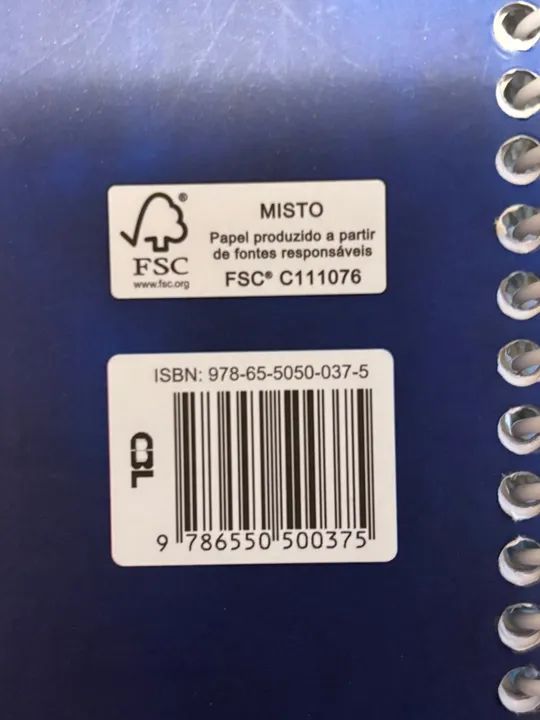 ®
FSC
www.fsc.org
MISTO
Papel produzido a partir
de fontes responsáveis
FSC® C111076
ISBN: 978-65-5050-037-5
CBL
9 786550 500375